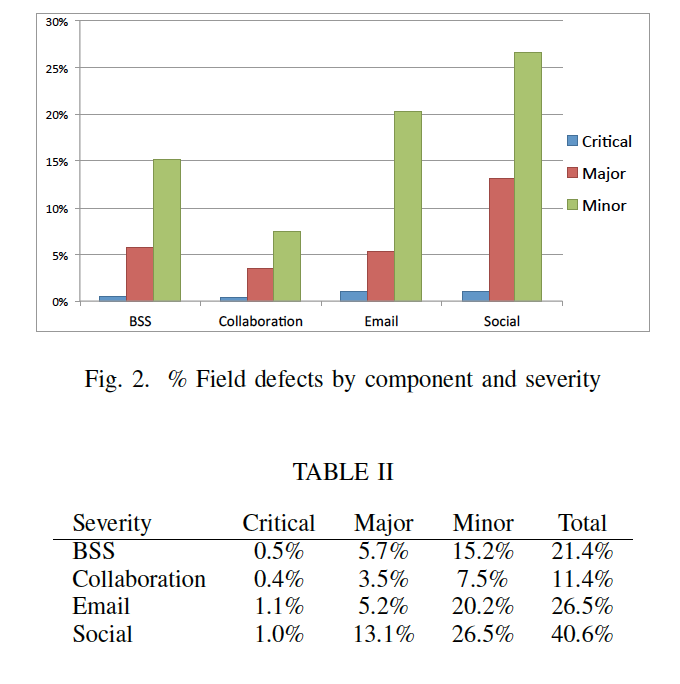 30%
25%
20%
15%
10%
5%
0%
Critical
Major
Minor
BSS Collaboration Email Social
Fig. 2. % Field defects by component and severity
TABLE II
Severity Critical Major Minor Total
BSS 0.5% 5.7% 15.2% 21.4%
Collaboration 0.4% 3.5% 7.5% 11.4%
Email 1.1% 5.2% 20.2% 26.5%
Social 1.0% 13.1% 26.5% 40.6%